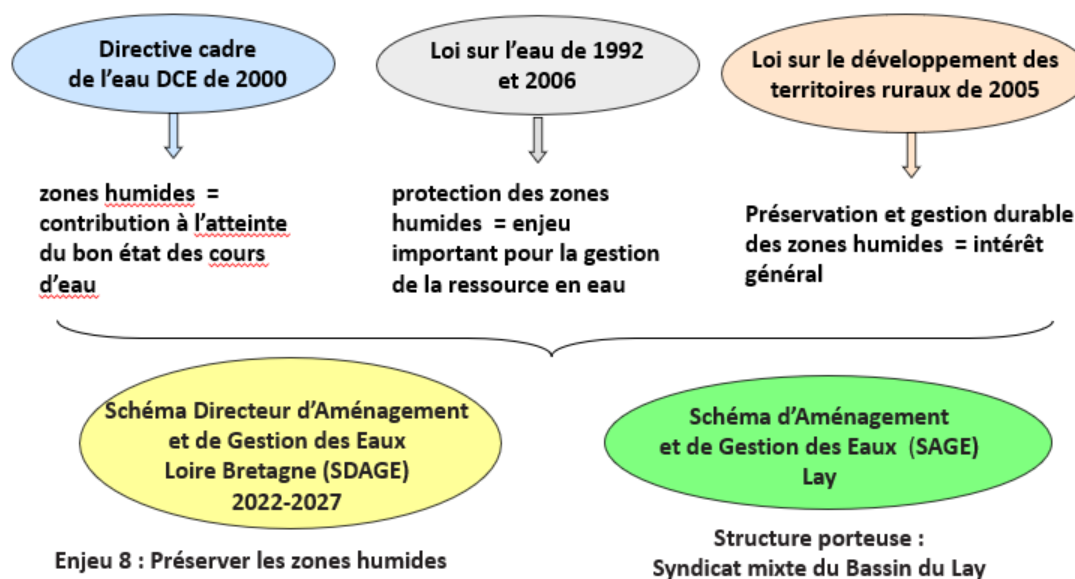 Directive cadre
de l'eau DCE de 2000
Loi sur l'eau de 1992
et 2006
Loi sur le développement des
territoires ruraux de 2005
zones humides =
contribution à l'atteinte
du bon état des cours
d'eau
protection des zones
humides = enjeu
important pour la gestion
de la ressource en eau
Préservation et gestion durable
des zones humides = intérêt
général
Schéma Directeur d'Aménagement
et de Gestion des Eaux
Loire Bretagne (SDAGE)
2022-2027
Schéma d'Aménagement
et de Gestion des Eaux (SAGE)
Lay
Enjeu 8 : Préserver les zones humides
Structure porteuse :
Syndicat mixte du Bassin du Lay